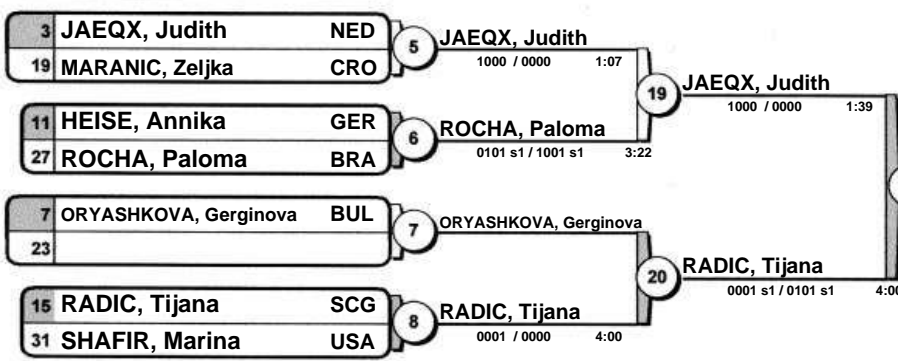 3 JAEQX, Judith NED
19 MARANIC, Zeljka CRO
5
JAEQX, Judith
1000 / 0000 1:07
11 HEISE, Annika GER
27 ROCHA, Paloma BRA
6
ROCHA, Paloma
0101 s1 / 1001 s1 3:22
19
JAEQX, Judith
1000 / 0000 1:39
7 ORYASHKOVA, Gerginova BUL
23
7
ORYASHKOVA, Gerginova
15 RADIC, Tijana SCG
31 SHAFIR, Marina USA
8
RADIC, Tijana
0001 / 0000 4:00
20
RADIC, Tijana
0001 s1 / 0101 s1 4:00